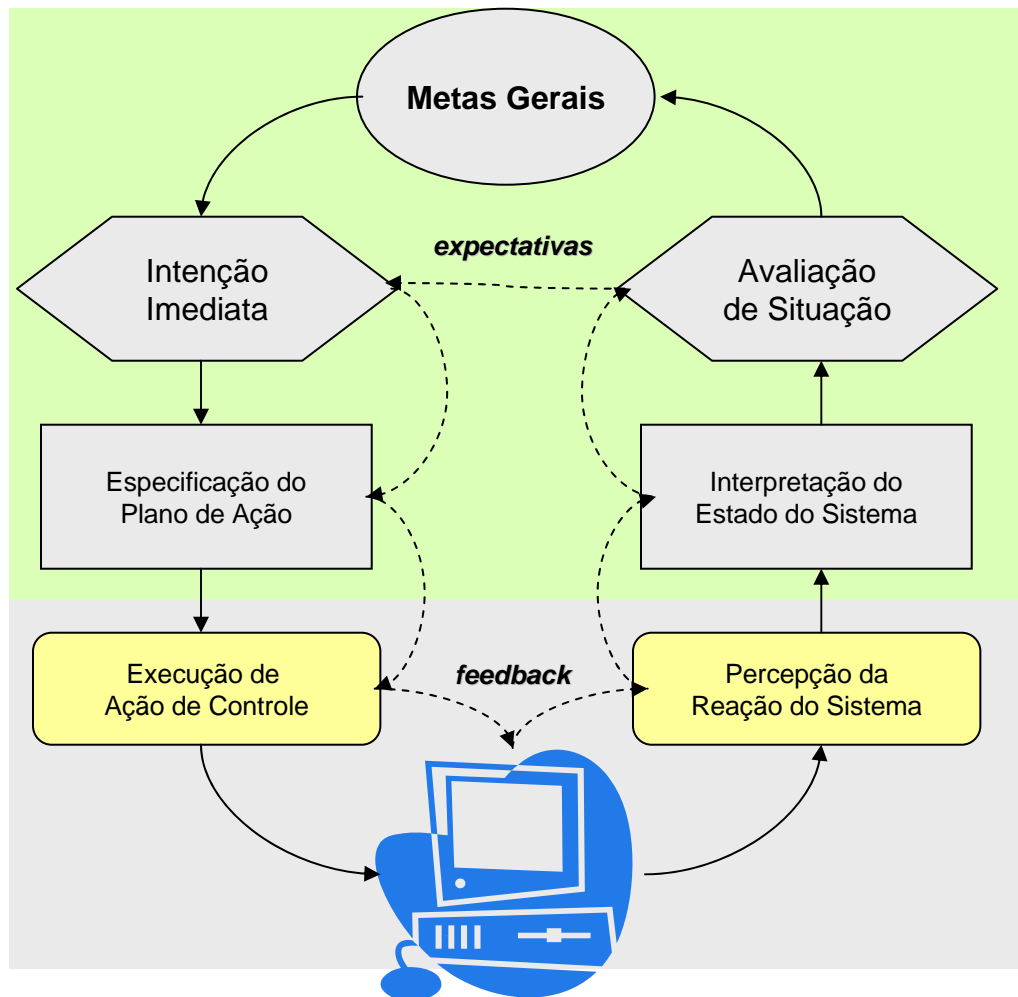 Metas Gerais
Intenção
Imediata
expectativas
Avaliação
de Situação
Especificação do
Plano de Ação
Interpretação do
Estado do Sistema
Execução de
Ação de Controle
feedback
Percepção da
Reação do Sistema